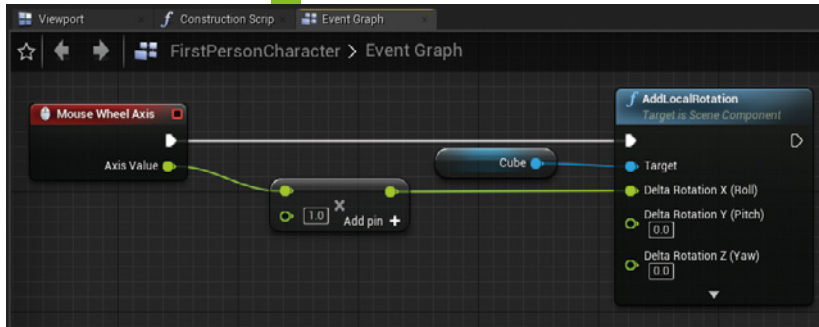 Viewport
f Construction Scrip
Event Graph
FirstPersonCharacter > Event Graph
Mouse Wheel Axis
Axis Value
1.0
Add pin +
Cube
f AddLocalRotation
Target is Scene Component
Target
Delta Rotation X (Roll)
Delta Rotation Y (Pitch)
0.0
Delta Rotation Z (Yaw)
0.0